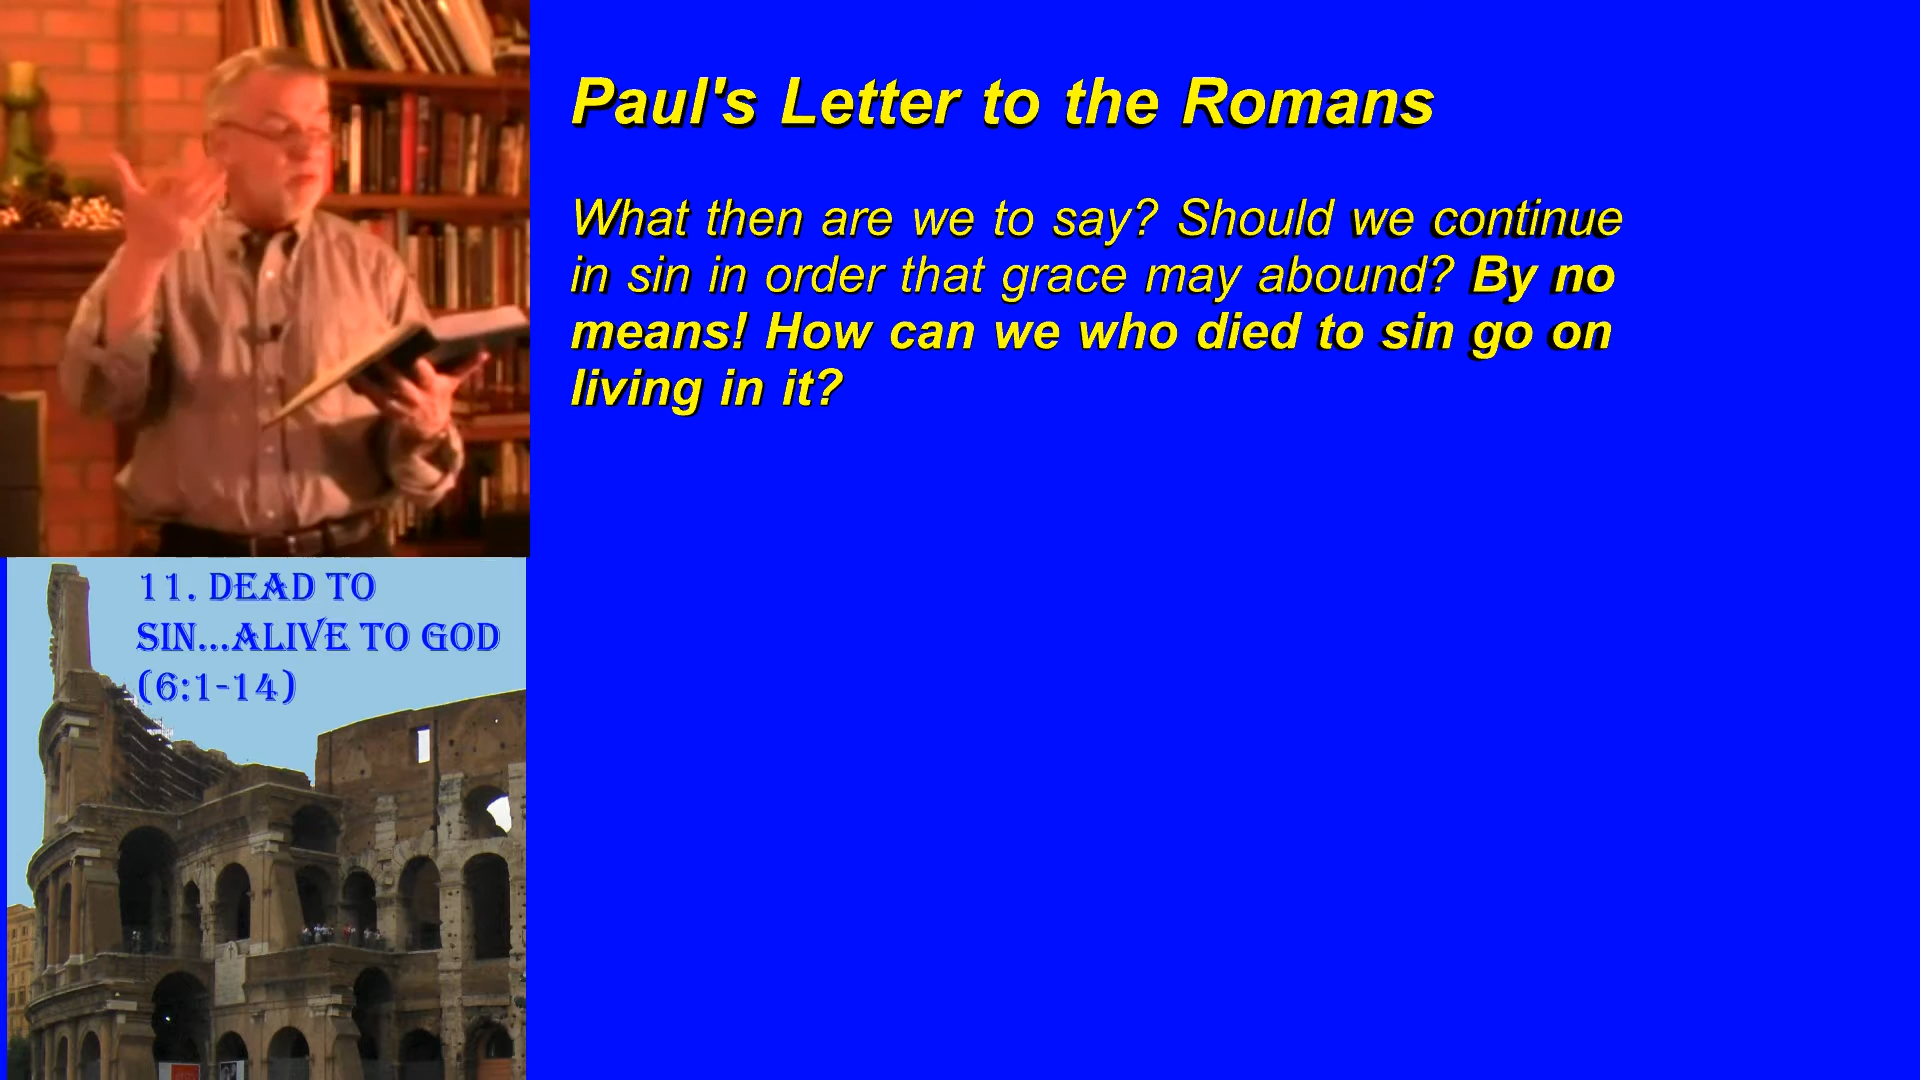 Paul's Letter to the Romans
What then are we to say? Should we continue
in sin in order that grace may abound? By no
means! How can we who died to sin go on
living in it?
11. DEAD TO
SIN...ALIVE TO GOD
(6:1-14)